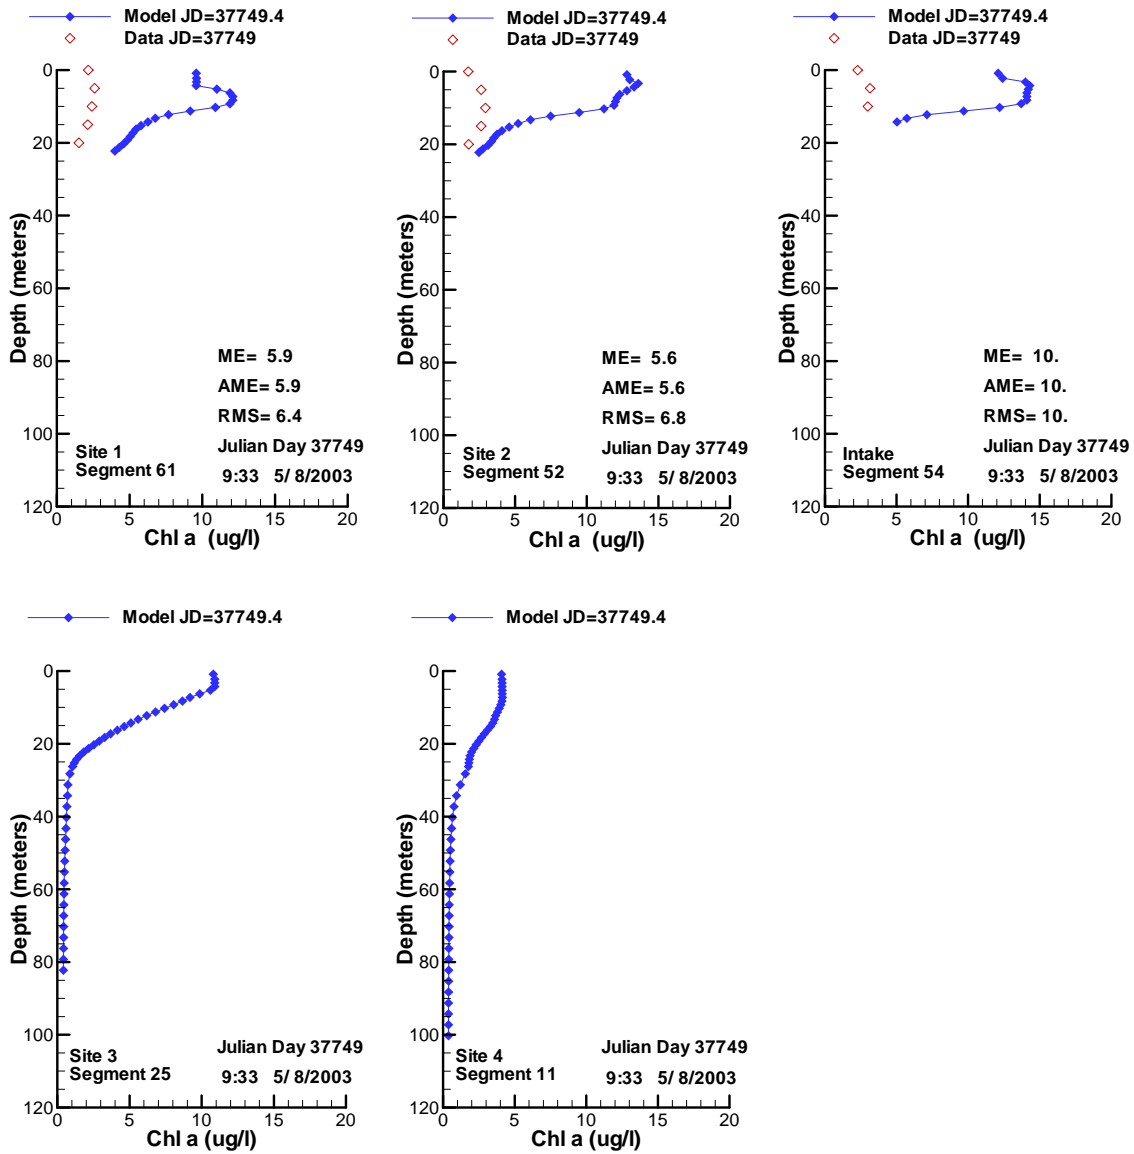 Model JD=37749.4
Data JD=37749
0
20
40
60
80
100
120
Depth (meters)
ME= 5.9
AME= 5.9
RMS= 6.4
Site 1
Segment 61
Julian Day 37749
9:33 5/ 8/2003
0 5 10 15 20
Chl a (ug/l)
Model JD=37749.4
Data JD=37749
0
20
40
60
80
100
120
Depth (meters)
ME= 5.6
AME= 5.6
RMS= 6.8
Site 2
Segment 52
Julian Day 37749
9:33 5/ 8/2003
0 5 10 15 20
Chl a (ug/l)
Model JD=37749.4
Data JD=37749
0
20
40
60
80
100
120
Depth (meters)
ME= 10.
AME= 10.
RMS= 10.
Intake
Segment 54
Julian Day 37749
9:33 5/ 8/2003
0 5 10 15 20
Chl a (ug/l)
Model JD=37749.4
0
20
40
60
80
100
120
Depth (meters)
Site 3
Segment 25
Julian Day 37749
9:33 5/ 8/2003
0 5 10 15 20
Chl a (ug/l)
Model JD=37749.4
0
20
40
60
80
100
120
Depth (meters)
Site 4
Segment 11
Julian Day 37749
9:33 5/ 8/2003
0 5 10 15 20
Chl a (ug/l)